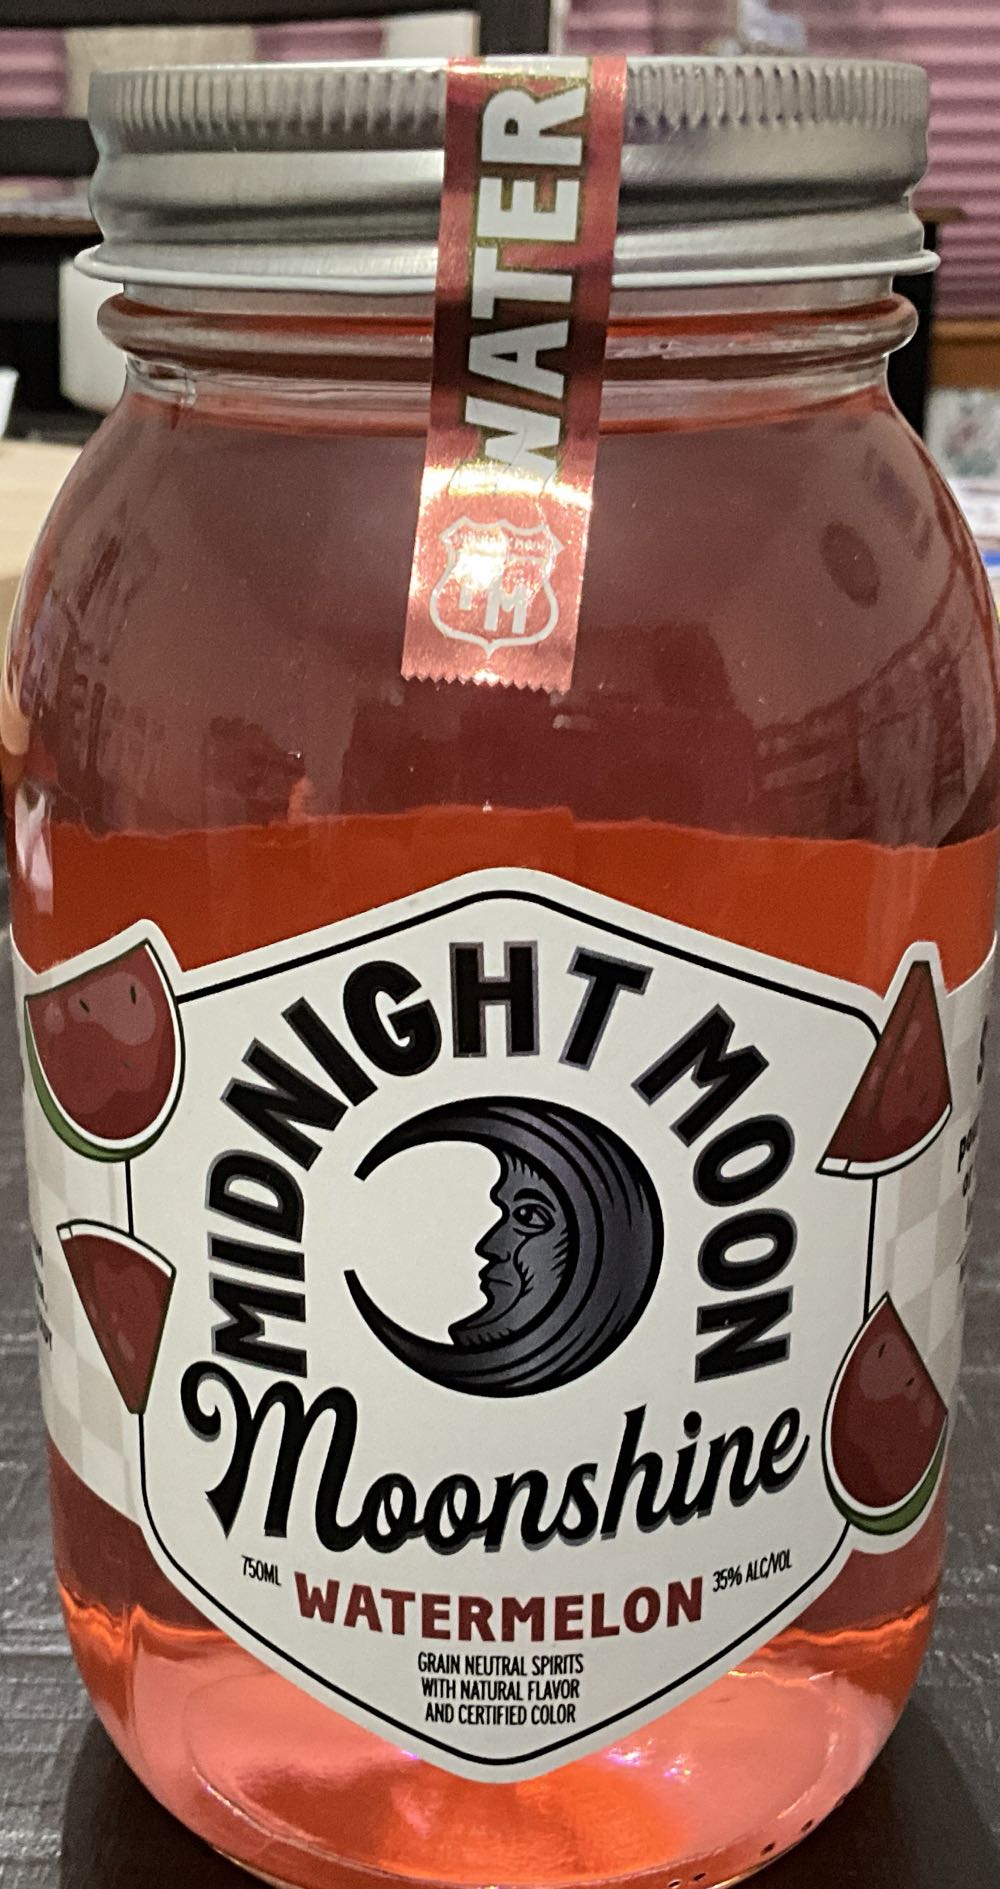 WATER
MIDNIGHT MOON
Moonshine
750ML
35% ALC/VOL
WATERMELON
GRAIN NEUTRAL SPIRITS
WITH NATURAL FLAVOR
AND CERTIFIED COLOR